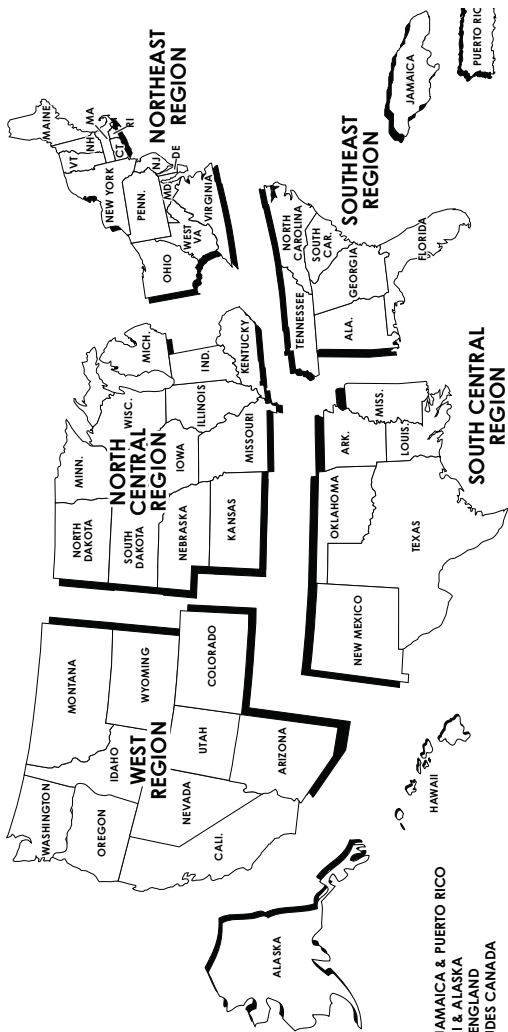 WEST
REGION
WASHINGTON
OREGON
CALI.
IDAHO
NEVADA
MONTANA
WYOMING
UTAH
COLORADO
ARIZONA
ALASKA
HAWAII
NORTH
CENTRAL
REGION
NORTH
DAKOTA
SOUTH
DAKOTA
NEBRASKA
KANSAS
MINN.
IOWA
MISSOURI
WISC.
ILLINOIS
MICH.
IND.
KENTUCKY
SOUTH CENTRAL
REGION
NEW MEXICO
OKLAHOMA
TEXAS
ARK.
LOUIS.
MISS.
NORTHEAST
REGION
MAINE
VT
NH
MA
RI
CT
NEW YORK
PENN.
NJ
DE
MD
OHIO
WEST
VA
VIRGINIA
SOUTHEAST
REGION
TENNESSEE
NORTH
CAROLINA
SOUTH
CAR.
GEORGIA
ALA.
FLORIDA
JAMAICA
PUERTO RIC
JAMAICA & PUERTO RICO
I & ALASKA
ENGLAND
DES CANADA